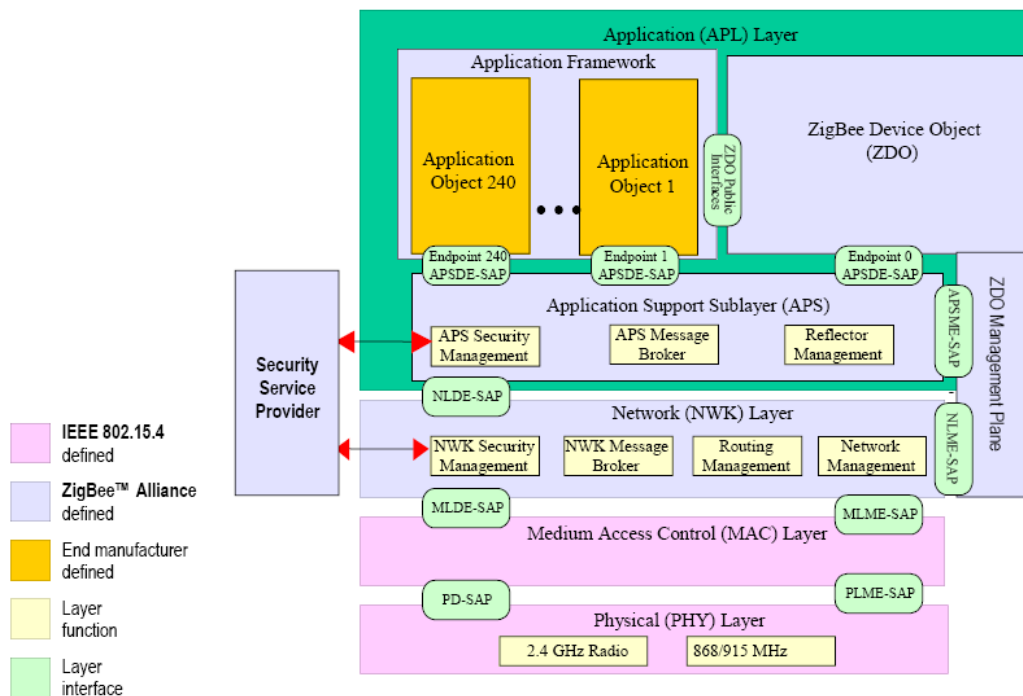 Application (APL) Layer
Application Framework
Application
Object 240
• • •
Application
Object 1
ZDO Public
Interfaces
ZigBee Device Object
(ZDO)
Endpoint 240
APSDE-SAP
Endpoint 1
APSDE-SAP
Endpoint 0
APSDE-SAP
Application Support Sublayer (APS)
APS Security
Management
APS Message
Broker
Reflector
Management
APSME-SAP
ZDO Management Plane
Security
Service
Provider
NLDE-SAP
Network (NWK) Layer
NWK Security
Management
NWK Message
Broker
Routing
Management
Network
Management
NLME-SAP
MLDE-SAP
MLME-SAP
Medium Access Control (MAC) Layer
PD-SAP
PLME-SAP
Physical (PHY) Layer
2.4 GHz Radio
868/915 MHz
IEEE 802.15.4
defined
ZigBee™ Alliance
defined
End manufacturer
defined
Layer
function
Layer
interface